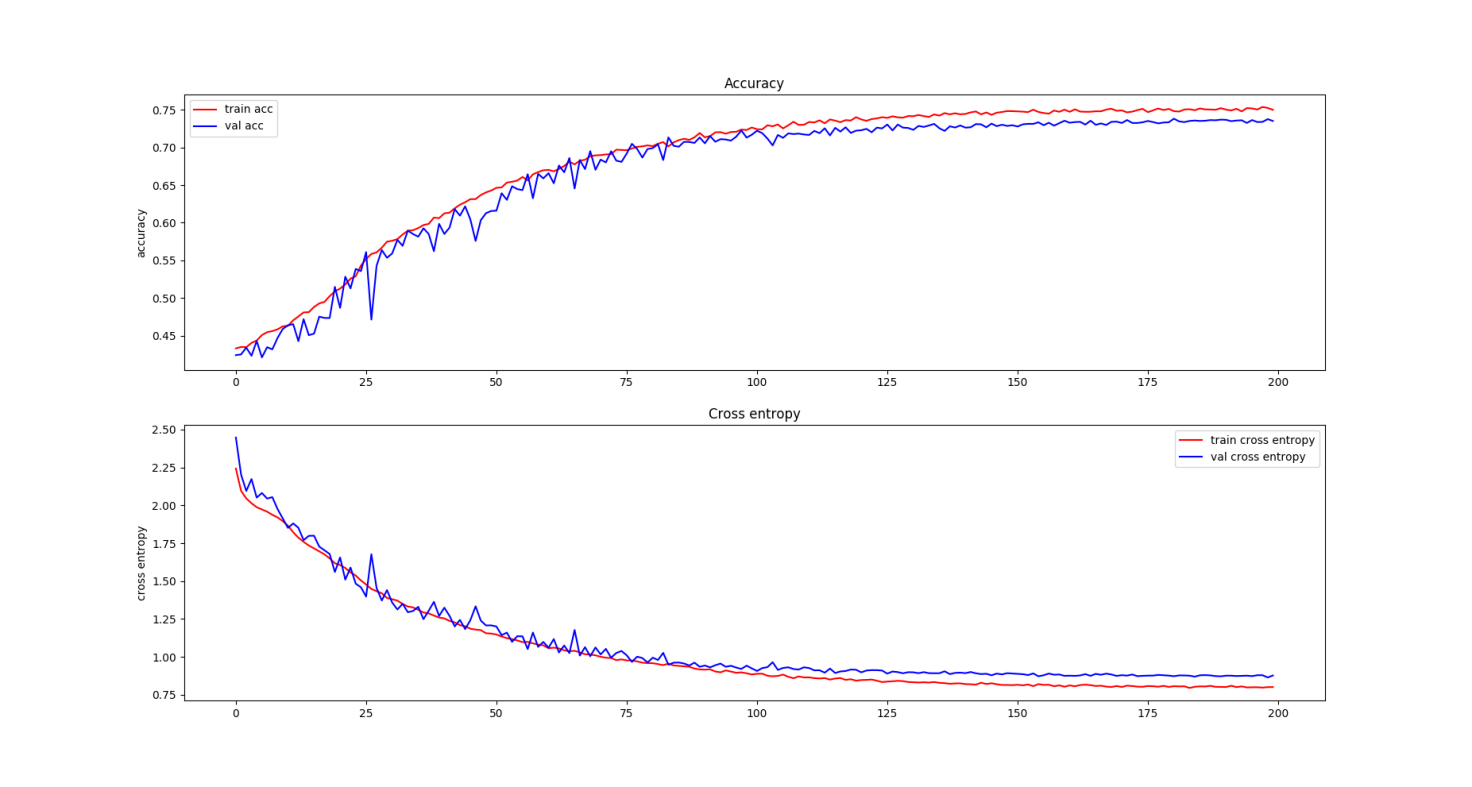 Accuracy
train acc
val acc
accuracy
0.75
0.70
0.65
0.60
0.55
0.50
0.45
0 25 50 75 100 125 150 175 200
Cross entropy
train cross entropy
val cross entropy
cross entropy
2.50
2.25
2.00
1.75
1.50
1.25
1.00
0.75
0 25 50 75 100 125 150 175 200